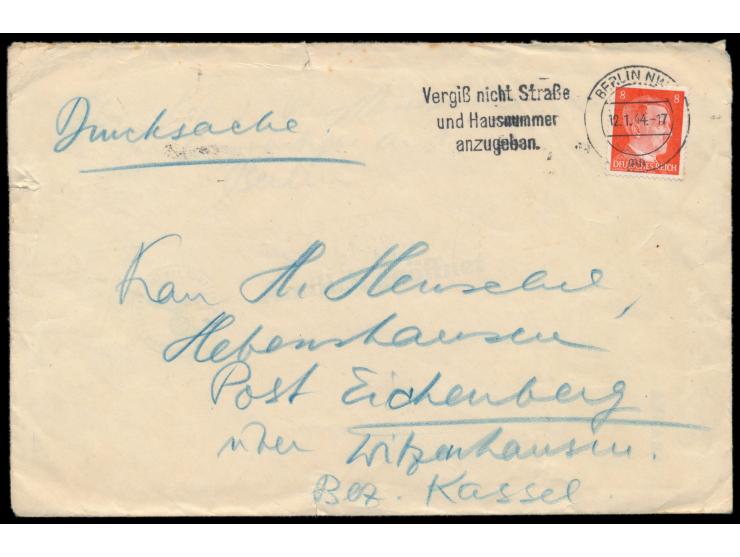 Drucksache.
Vergiß nicht Straße
und Hausnummer
anzugeben.
BERLIN NW
12.1.44.-17
8 8
DEUTSCHES REICH
Frau H. Henschel,
Hebenshausen
Post Eichenberg
über Witzenhausen.
Bez. Kassel.